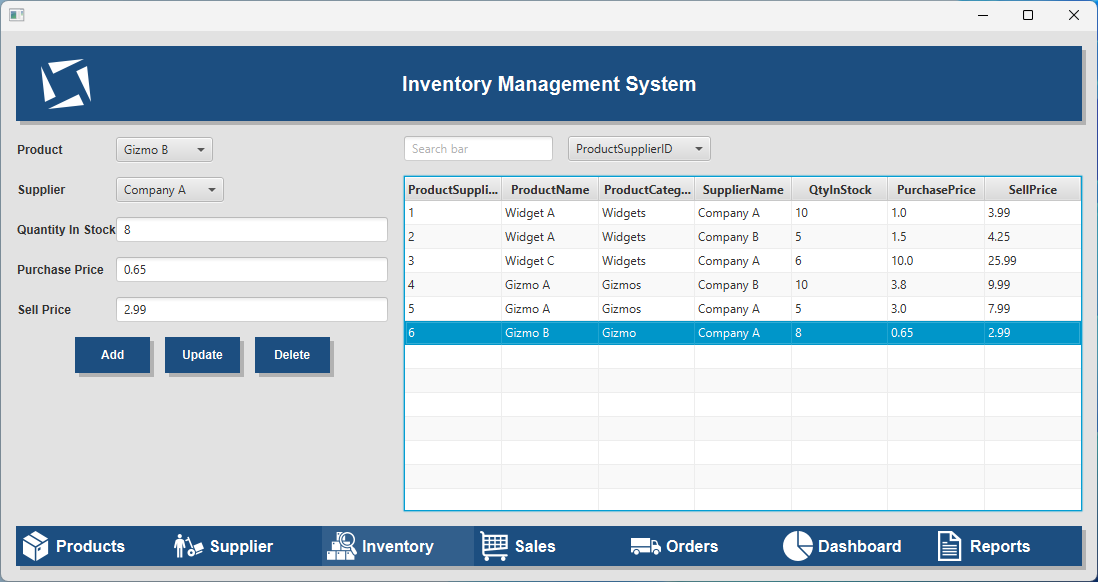 Inventory Management System
Product Gizmo B
Supplier Company A
Quantity In Stock 8
Purchase Price 0.65
Sell Price 2.99
Add Update Delete
Search bar ProductSupplierID
ProductSuppli... ProductName ProductCateg... SupplierName QtyInStock PurchasePrice SellPrice
1 Widget A Widgets Company A 10 1.0 3.99
2 Widget A Widgets Company B 5 1.5 4.25
3 Widget C Widgets Company A 6 10.0 25.99
4 Gizmo A Gizmos Company B 10 3.8 9.99
5 Gizmo A Gizmos Company A 5 3.0 7.99
6 Gizmo B Gizmo Company A 8 0.65 2.99
Products Supplier Inventory Sales Orders Dashboard Reports